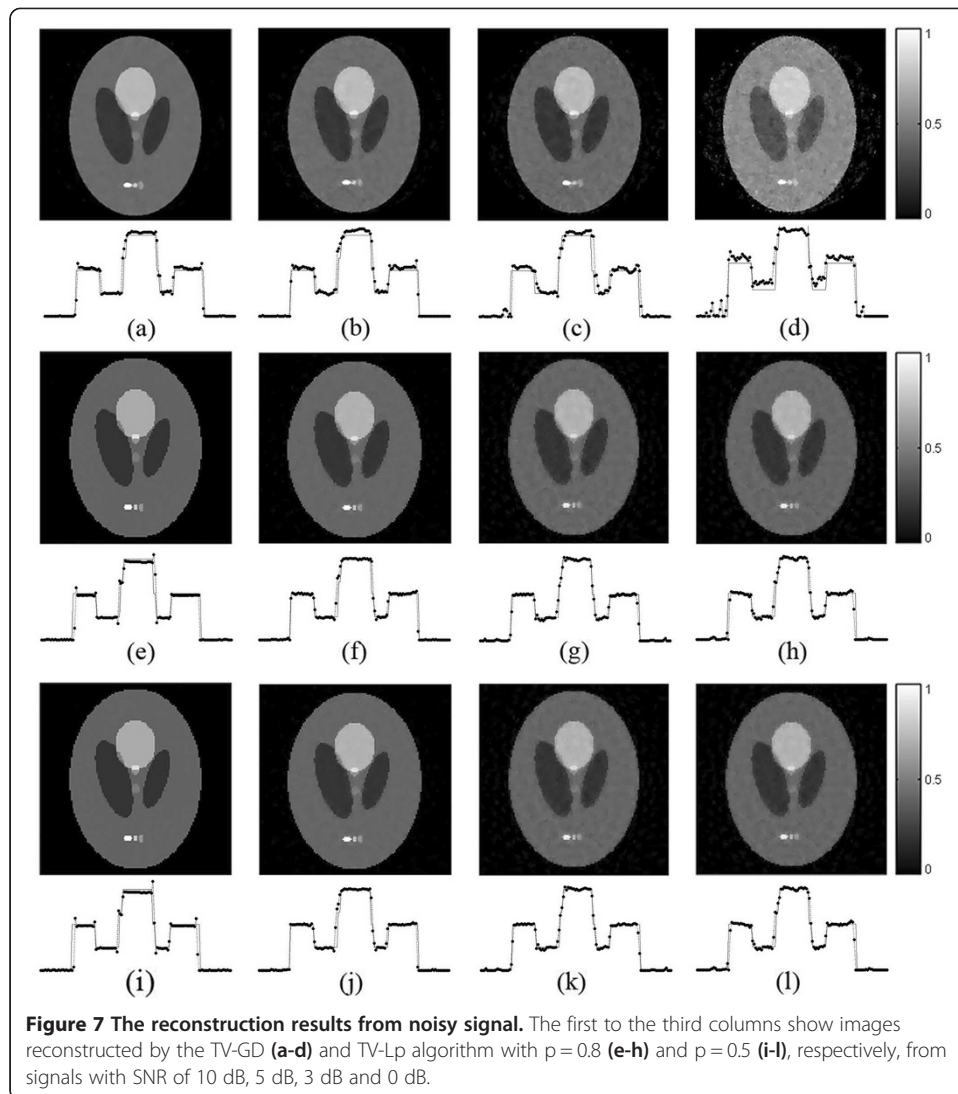 1
0.5
0
(a) (b) (c) (d)
1
0.5
0
(e) (f) (g) (h)
1
0.5
0
(i) (j) (k) (l)
Figure 7 The reconstruction results from noisy signal. The first to the third columns show images
reconstructed by the TV-GD (a-d) and TV-Lp algorithm with p = 0.8 (e-h) and p = 0.5 (i-l), respectively, from
signals with SNR of 10 dB, 5 dB, 3 dB and 0 dB.